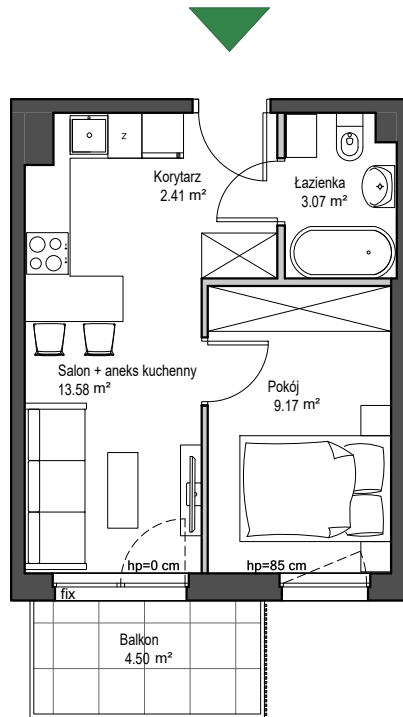 Z
Korytarz
2.41 m²
Łazienka
3.07 m²
Salon + aneks kuchenny
13.58 m²
Pokój
9.17 m²
hp=0 cm
hp=85 cm
fix
Balkon
4.50 m²